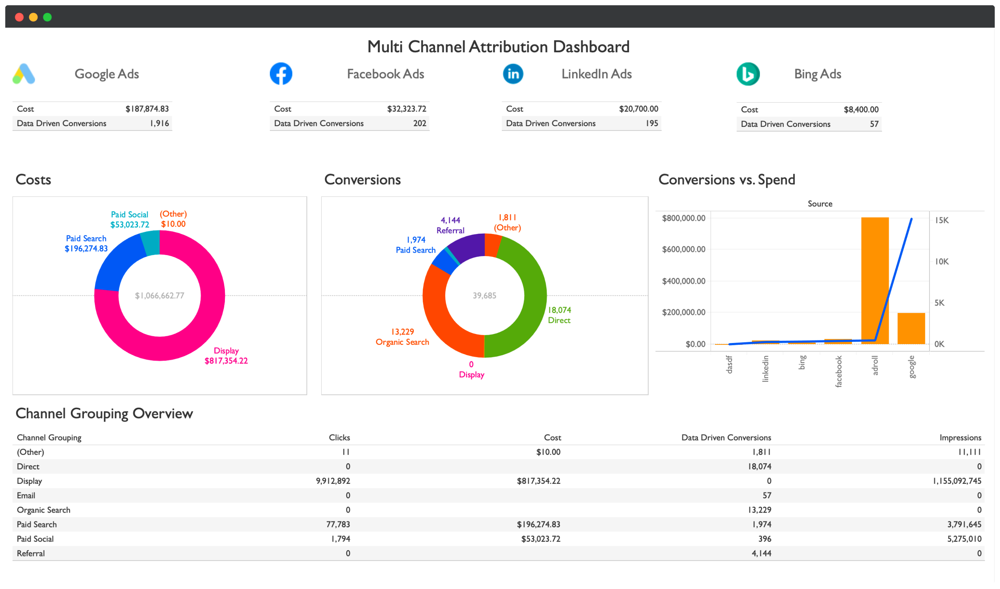 Multi Channel Attribution Dashboard
Google Ads
Cost $187,874.83
Data Driven Conversions 1,916
Facebook Ads
Cost $32,323.72
Data Driven Conversions 202
in LinkedIn Ads
Cost $20,700.00
Data Driven Conversions 195
Bing Ads
Cost $8,400.00
Data Driven Conversions 57
Costs
Paid Social
$53,023.72
(Other)
$10.00
Paid Search
$196,274.83
$1,066,662.77
Display
$817,354.22
Conversions
4,144
Referral
1,811
(Other)
1,974
Paid Search
39,685
18,074
Direct
13,229
Organic Search
0
Display
Conversions vs. Spend
Source
$800,000.00
$600,000.00
$400,000.00
$200,000.00
$0.00
15K
10K
5K
0K
dasdf
linkedin
bing
facebook
adroll
google
Channel Grouping Overview
Channel Grouping Clicks Cost Data Driven Conversions Impressions
(Other) 11 $10.00 1,811 11,111
Direct 0 18,074 0
Display 9,912,892 $817,354.22 0 1,155,092,745
Email 0 57 0
Organic Search 0 13,229 0
Paid Search 77,783 $196,274.83 1,974 3,791,645
Paid Social 1,794 $53,023.72 396 5,275,010
Referral 0 4,144 0